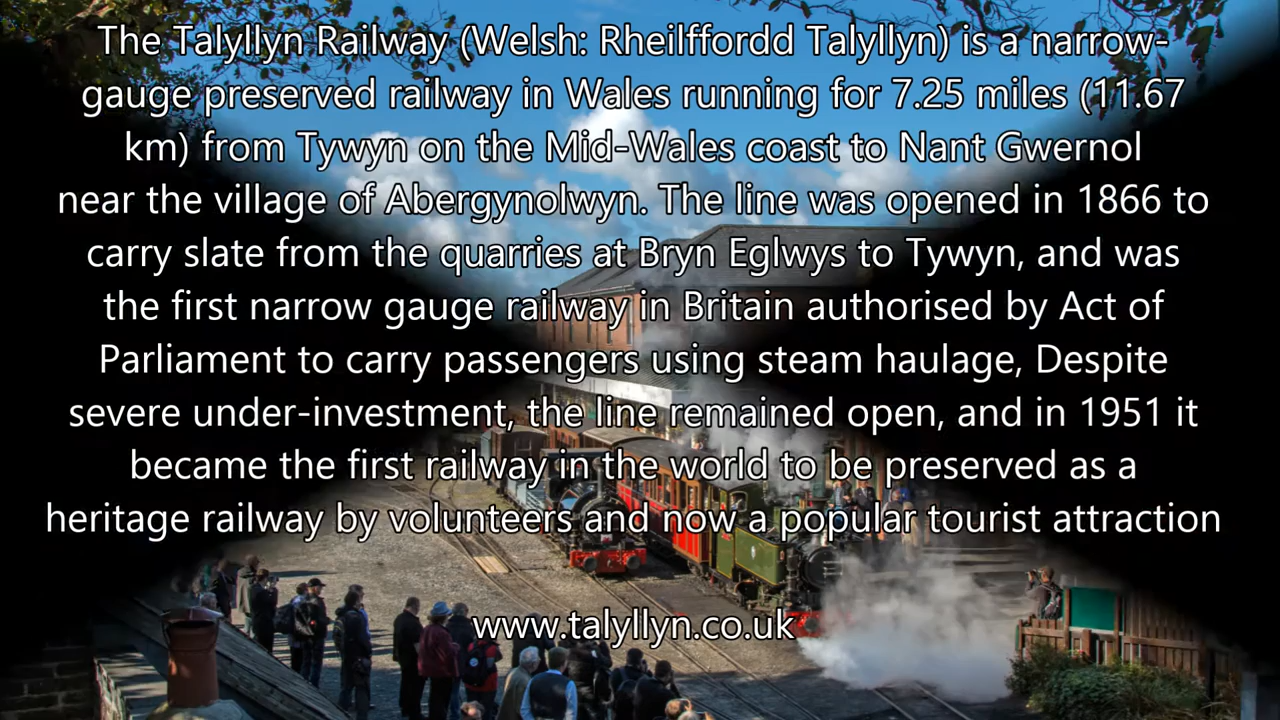 The Talyllyn Railway (Welsh: Rheilffordd Talyllyn) is a narrow-
gauge preserved railway in Wales running for 7.25 miles (11.67
km) from Tywyn on the Mid-Wales coast to Nant Gwernol
near the village of Abergynolwyn. The line was opened in 1866 to
carry slate from the quarries at Bryn Eglwys to Tywyn, and was
the first narrow gauge railway in Britain authorised by Act of
Parliament to carry passengers using steam haulage, Despite
severe under-investment, the line remained open, and in 1951 it
became the first railway in the world to be preserved as a
heritage railway by volunteers and now a popular tourist attraction
www.talyllyn.co.uk